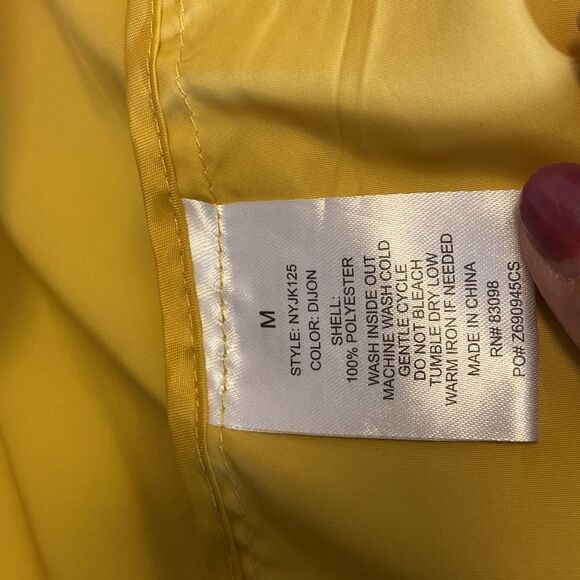 M
STYLE: NYJK125
COLOR: DIJON
SHELL:
100% POLYESTER
WASH INSIDE OUT
MACHINE WASH COLD
GENTLE CYCLE
DO NOT BLEACH
TUMBLE DRY LOW
WARM IRON IF NEEDED
MADE IN CHINA
RN# 83098
PO# Z690945CS